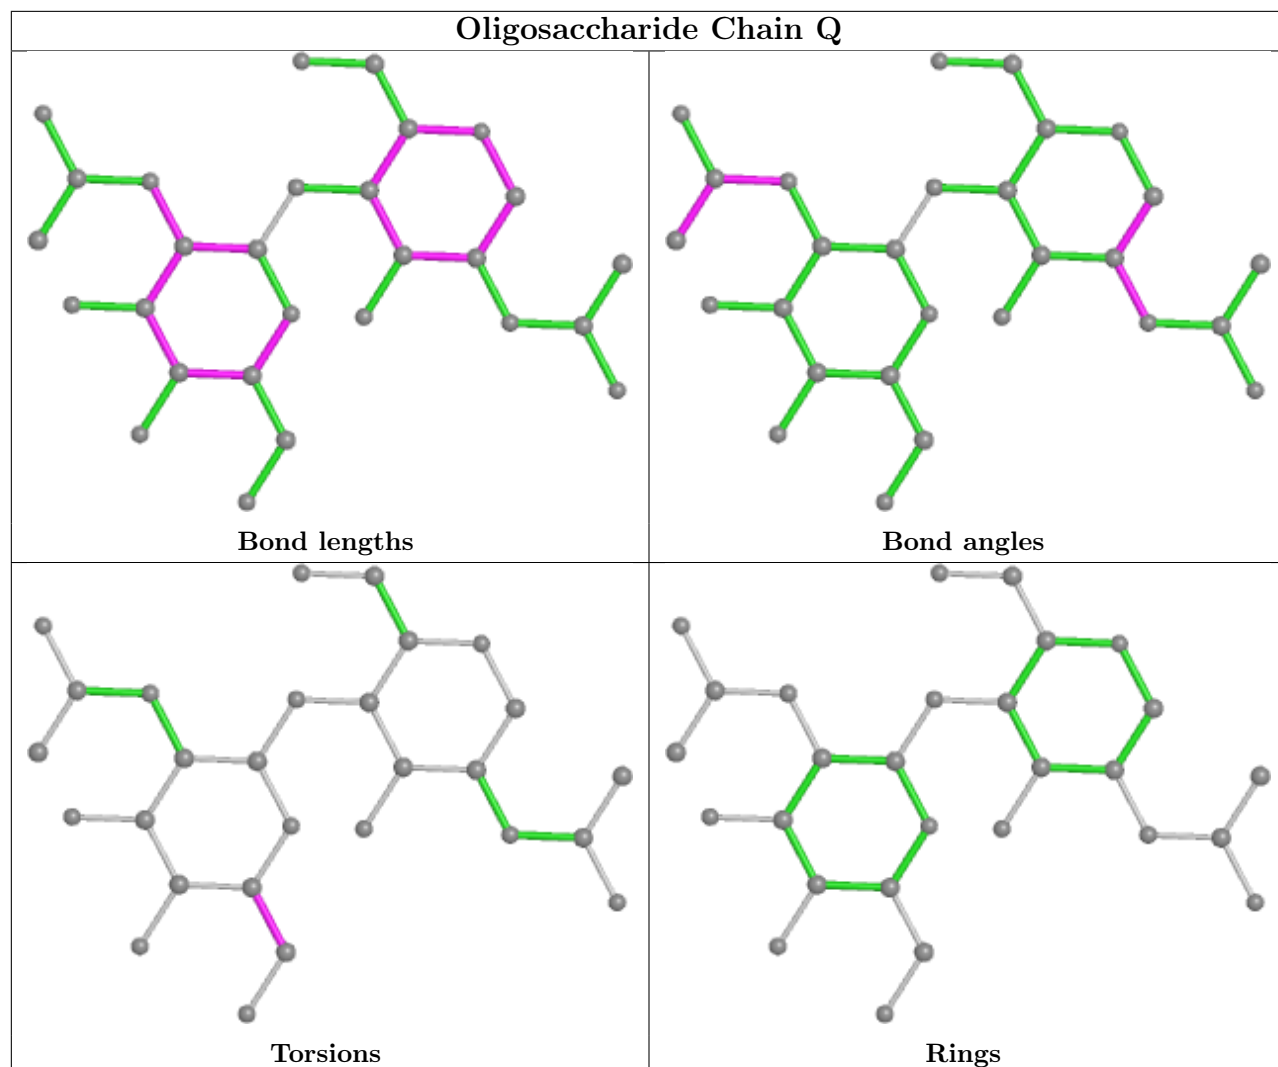 Oligosaccharide Chain Q
Bond lengths
Bond angles
Torsions
Rings